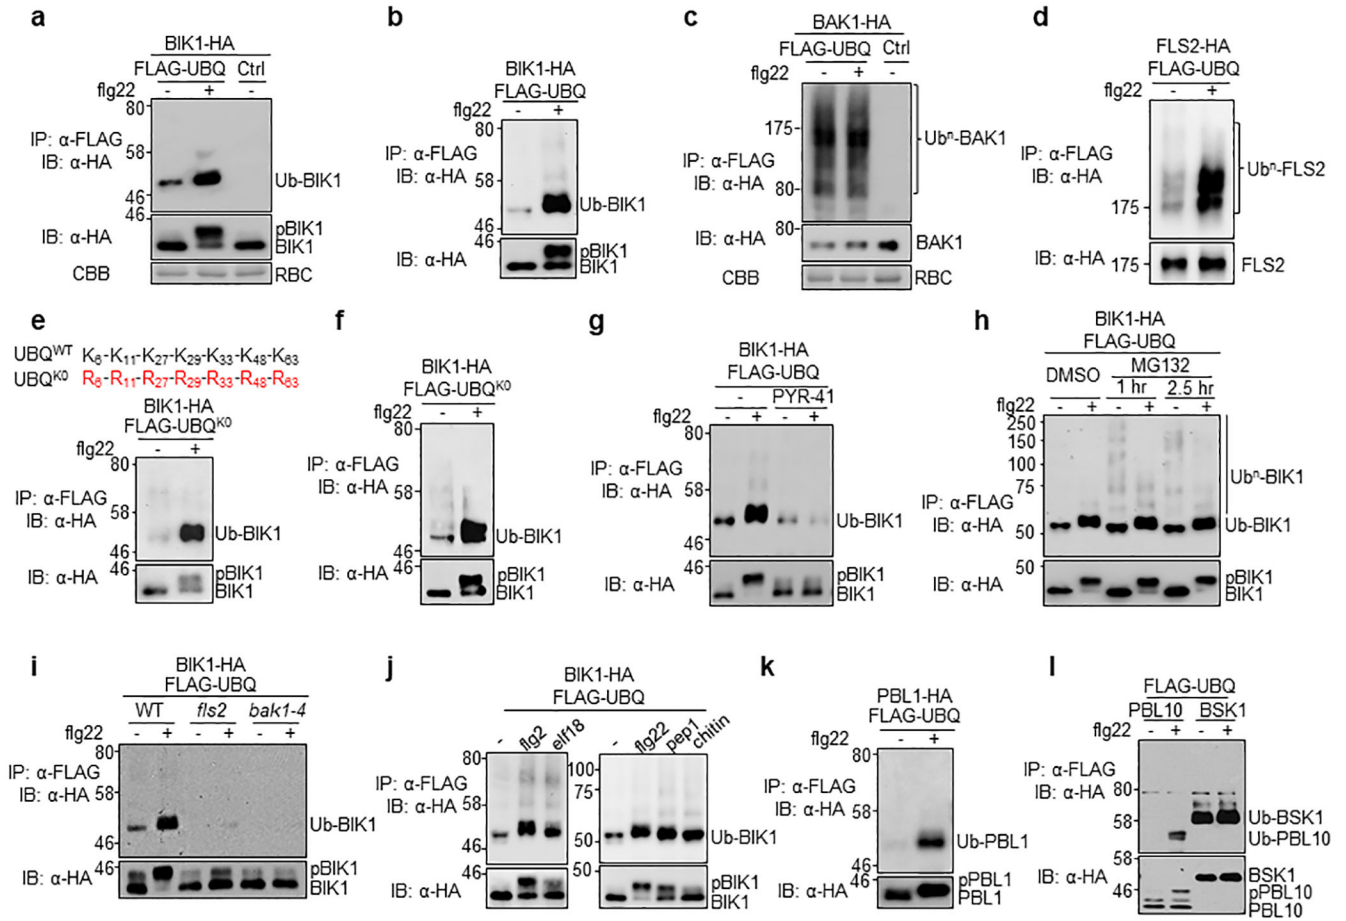 a
BIK1-HA
FLAG-UBQ Ctrl
flg22 - + -
80
IP: α-FLAG
IB: α-HA
58
Ub-BIK1
46
46
pBIK1
IB: α-HA
BIK1
CBB RBC
b
BIK1-HA
FLAG-UBQ
flg22 - +
80
IP: α-FLAG
IB: α-HA
58
Ub-BIK1
46
46
pBIK1
IB: α-HA
BIK1
c
BAK1-HA
FLAG-UBQ Ctrl
flg22 - + -
175
Ubⁿ-BAK1
IP: α-FLAG
IB: α-HA
80
80
IB: α-HA BAK1
CBB RBC
d
FLS2-HA
FLAG-UBQ
flg22 - +
IP: α-FLAG
IB: α-HA
Ubⁿ-FLS2
175
IB: α-HA
175 FLS2
e
UBQᵂᵀ K₆-K₁₁-K₂₇-K₂₉-K₃₃-K₄₈-K₆₃
UBQᴷ⁰ R₆-R₁₁-R₂₇-R₂₉-R₃₃-R₄₈-R₆₃
BIK1-HA
FLAG-UBQᴷ⁰
flg22 - +
80
IP: α-FLAG
IB: α-HA
58
Ub-BIK1
46
46
IB: α-HA
pBIK1
BIK1
f
BIK1-HA
FLAG-UBQᴷ⁰
flg22 - +
80
IP: α-FLAG
IB: α-HA
58
Ub-BIK1
46
46
IB: α-HA
pBIK1
BIK1
g
BIK1-HA
FLAG-UBQ
- PYR-41
flg22 - + - +
80
IP: α-FLAG
IB: α-HA
58
Ub-BIK1
46
46
pBIK1
IB: α-HA
BIK1
h
BIK1-HA
FLAG-UBQ
DMSO MG132
1 hr 2.5 hr
flg22 - + - + - +
250
150
100
75
Ubⁿ-BIK1
IP: α-FLAG
IB: α-HA
50
Ub-BIK1
50
pBIK1
IB: α-HA
BIK1
i
BIK1-HA
FLAG-UBQ
WT fls2 bak1-4
flg22 - + - + - +
80
IP: α-FLAG
IB: α-HA
58
Ub-BIK1
46
46
pBIK1
IB: α-HA
BIK1
j
BIK1-HA
FLAG-UBQ
- flg2 elf18 - flg22 pep1 chitin
80 100
IP: α-FLAG
75
IB: α-HA
58
50
Ub-BIK1
46
46 50
pBIK1
IB: α-HA
BIK1
k
PBL1-HA
FLAG-UBQ
flg22 - +
80
IP: α-FLAG
IB: α-HA
58
Ub-PBL1
46
46
pPBL1
IB: α-HA
PBL1
l
FLAG-UBQ
PBL10 BSK1
flg22 - + - +
IP: α-FLAG
80
IB: α-HA
58
Ub-BSK1
Ub-PBL10
58
BSK1
IB: α-HA
46
pPBL10
PBL10